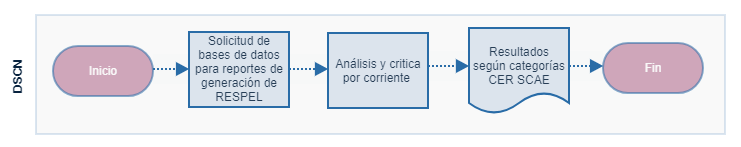 DSCN
Inicio
Solicitud de
bases de datos
para reportes de
generación de
RESPEL
Análisis y critica
por corriente
Resultados
según categorías
CER SCAE
Fin